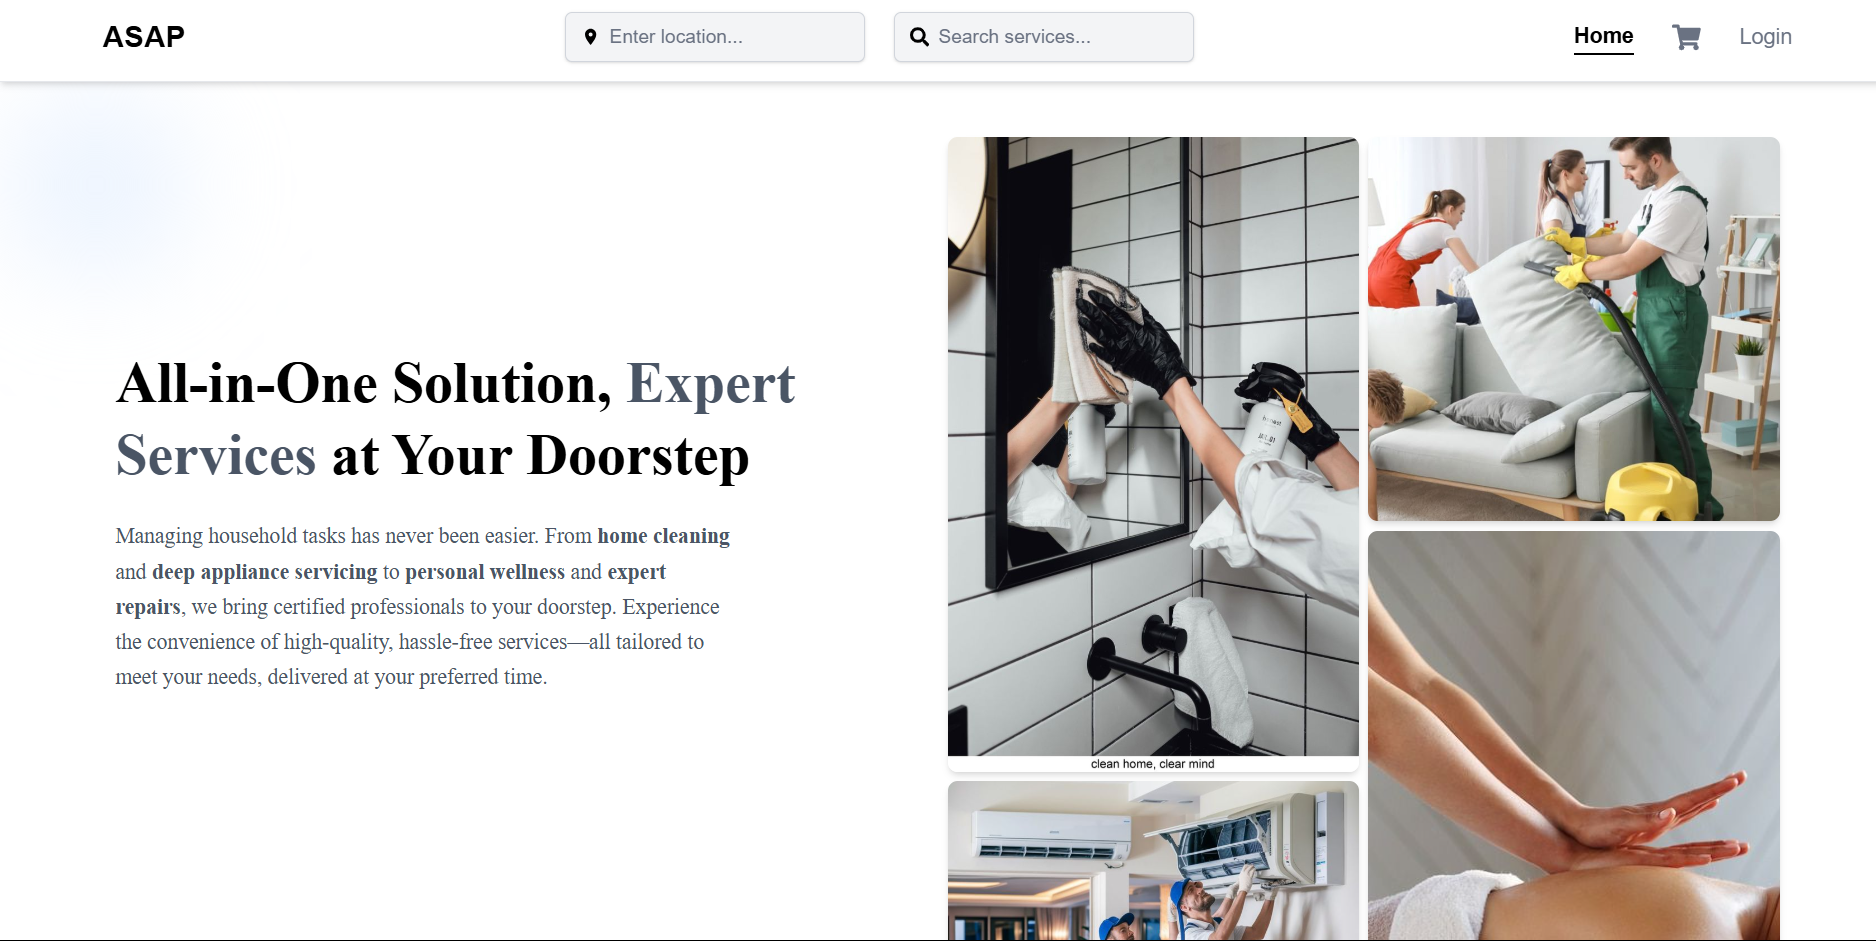 ASAP
Enter location...
Search services...
Home
Login
All-in-One Solution, Expert
Services at Your Doorstep
Managing household tasks has never been easier. From home cleaning
and deep appliance servicing to personal wellness and expert
repairs, we bring certified professionals to your doorstep. Experience
the convenience of high-quality, hassle-free services—all tailored to
meet your needs, delivered at your preferred time.
clean home, clear mind